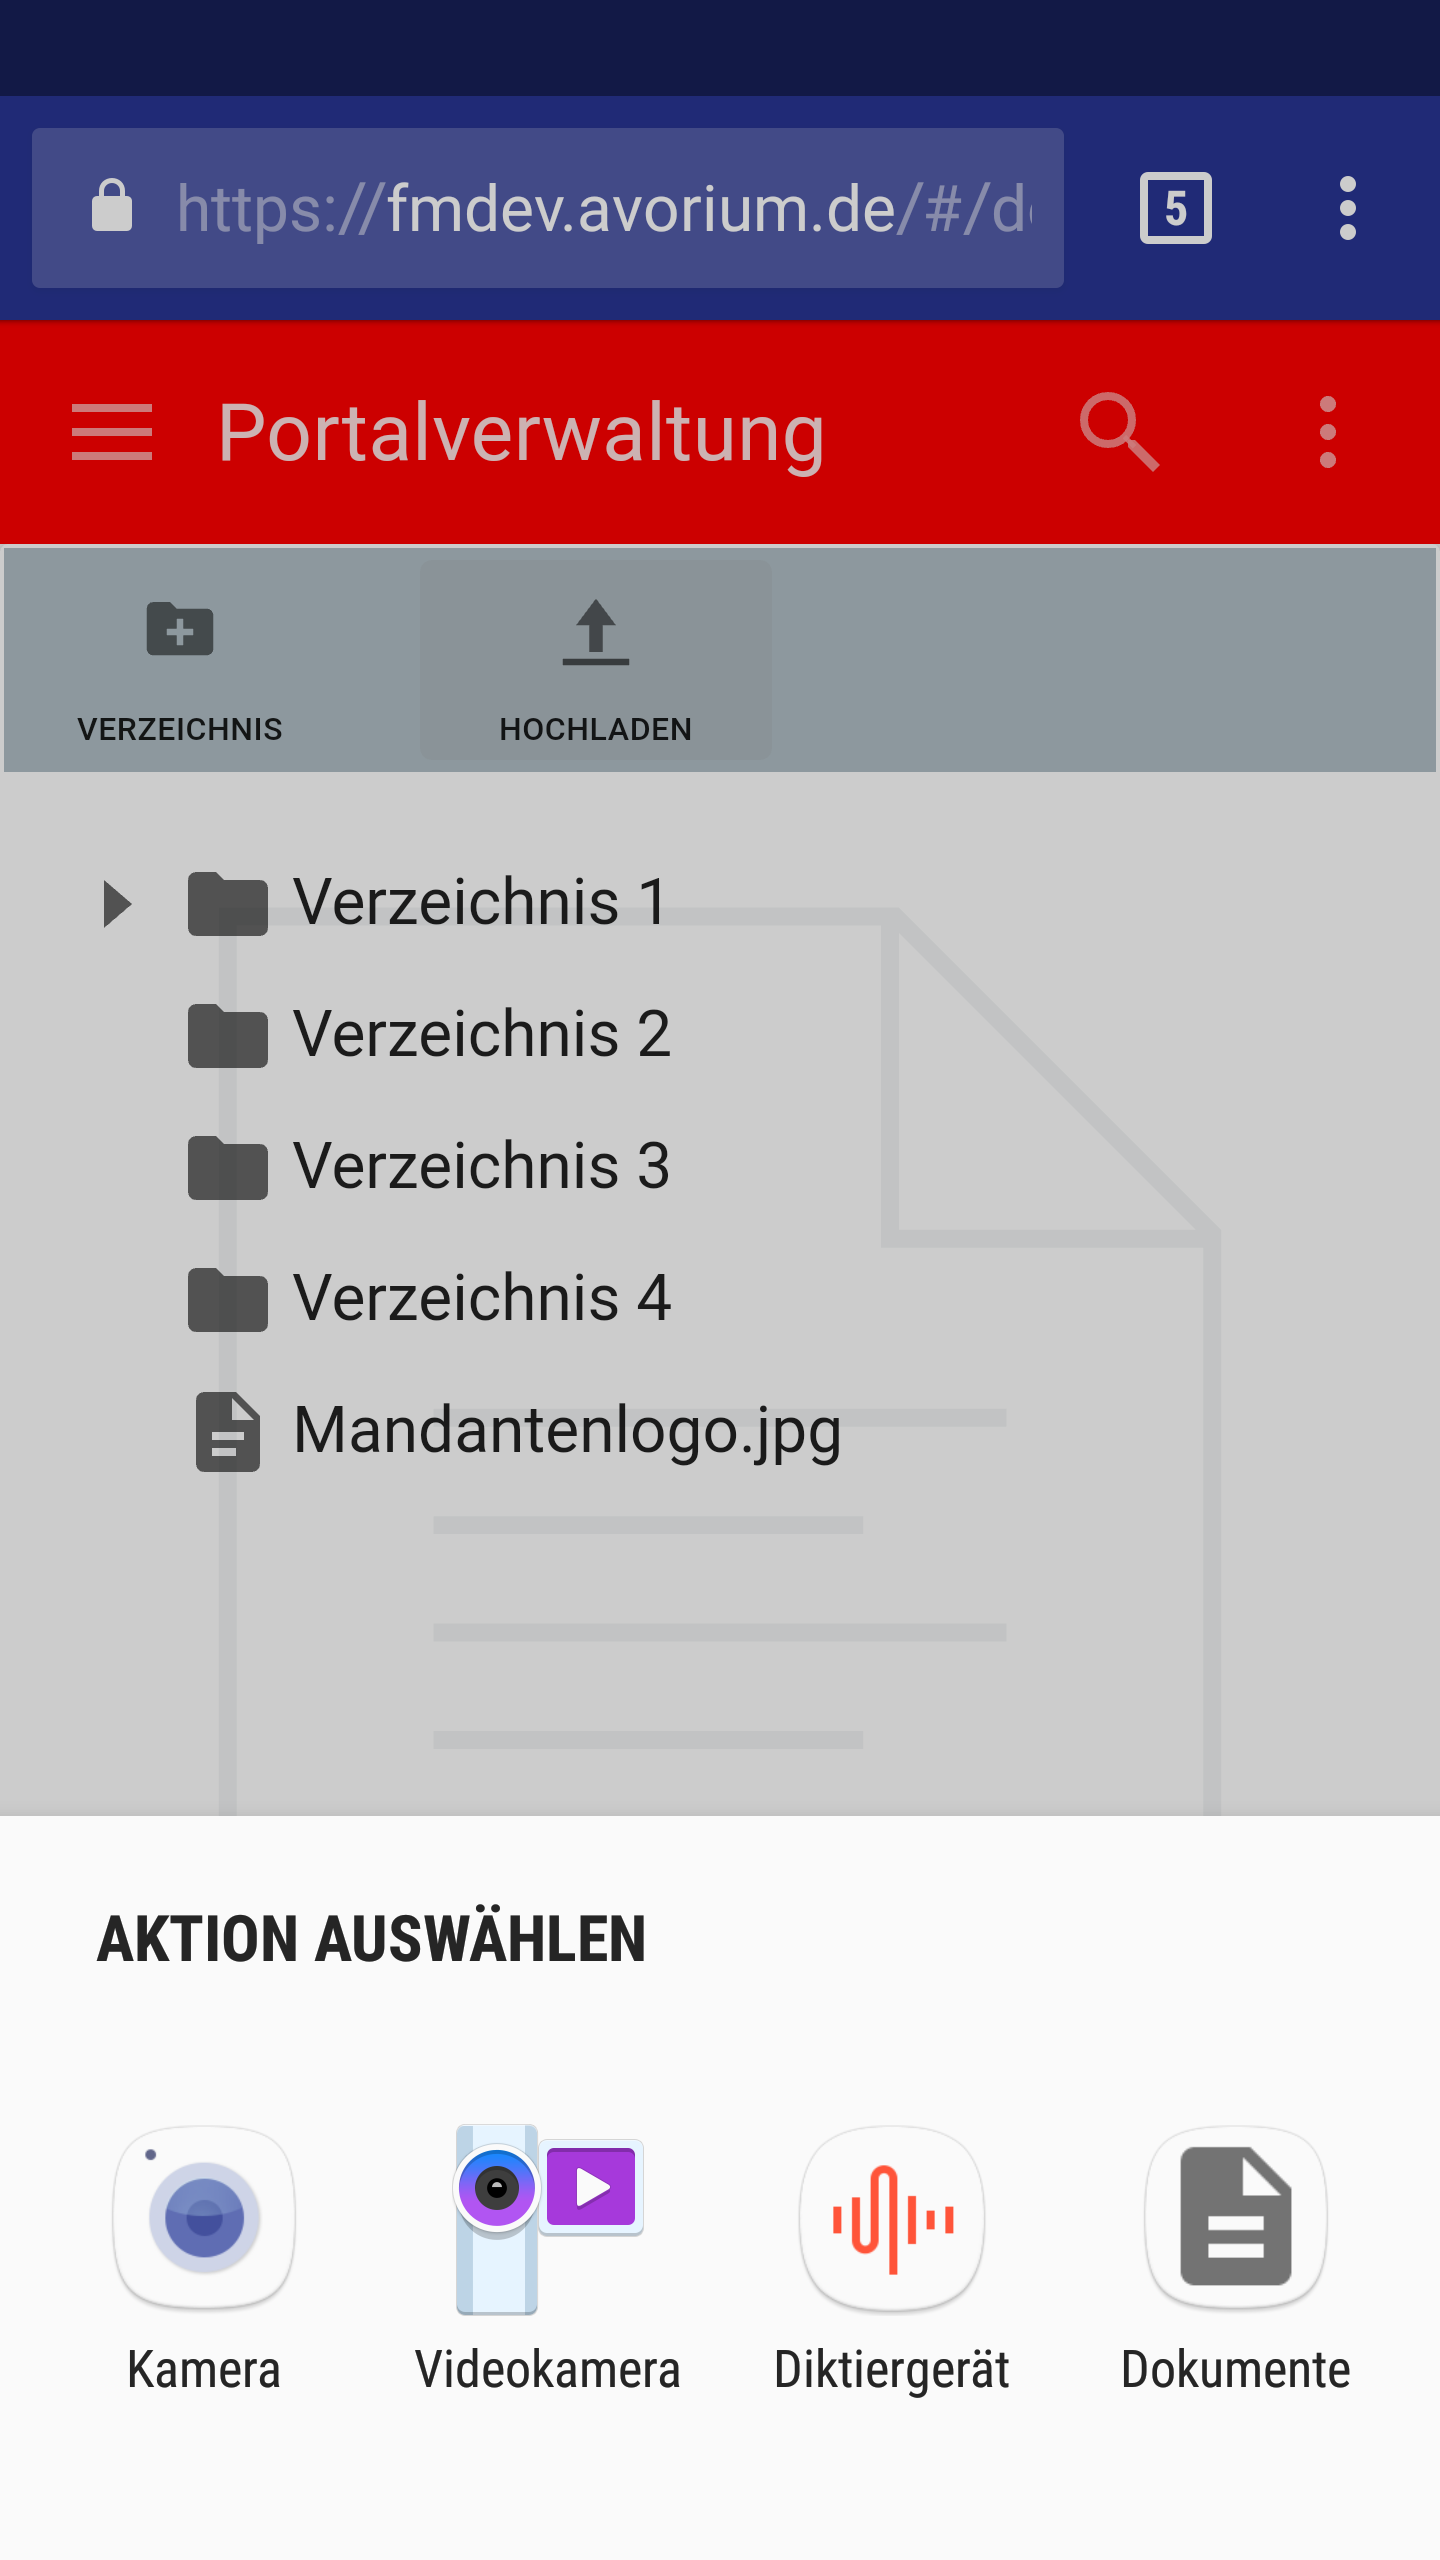 https://fmdev.avorium.de/#/d
5
Portalverwaltung
VERZEICHNIS HOCHLADEN
Verzeichnis 1
Verzeichnis 2
Verzeichnis 3
Verzeichnis 4
Mandantenlogo.jpg
AKTION AUSWÄHLEN
Kamera Videokamera Diktiergerät Dokumente